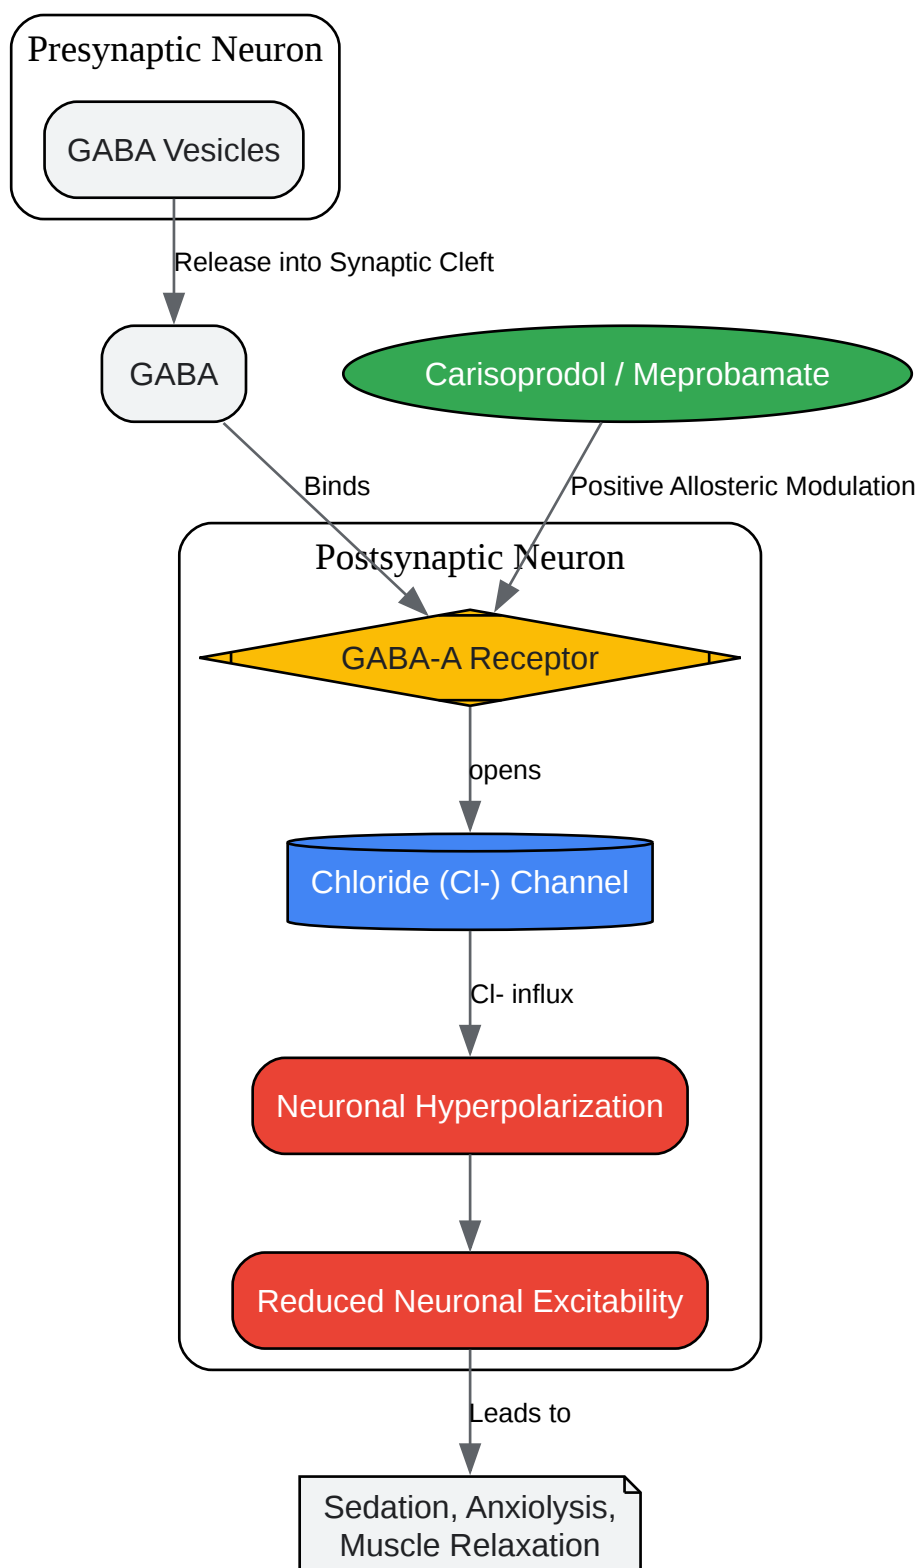 Presynaptic Neuron
GABA Vesicles
Release into Synaptic Cleft
GABA
Carisoprodol / Meprobamate
Binds
Positive Allosteric Modulation
Postsynaptic Neuron
GABA-A Receptor
opens
Chloride (Cl-) Channel
Cl- influx
Neuronal Hyperpolarization
Reduced Neuronal Excitability
Leads to
Sedation, Anxiolysis,
Muscle Relaxation